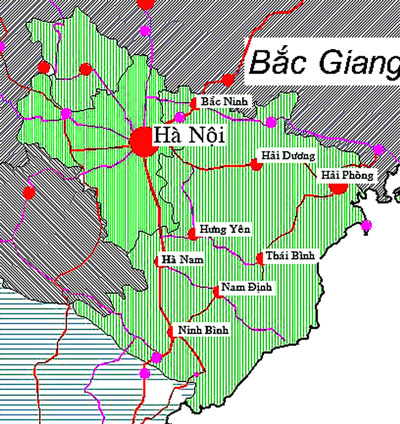 Bắc Giang
Bắc Ninh
Hà Nội
Hải Dương
Hải Phòng
Hưng Yên
Hà Nam
Thái Bình
Nam Định
Ninh Bình